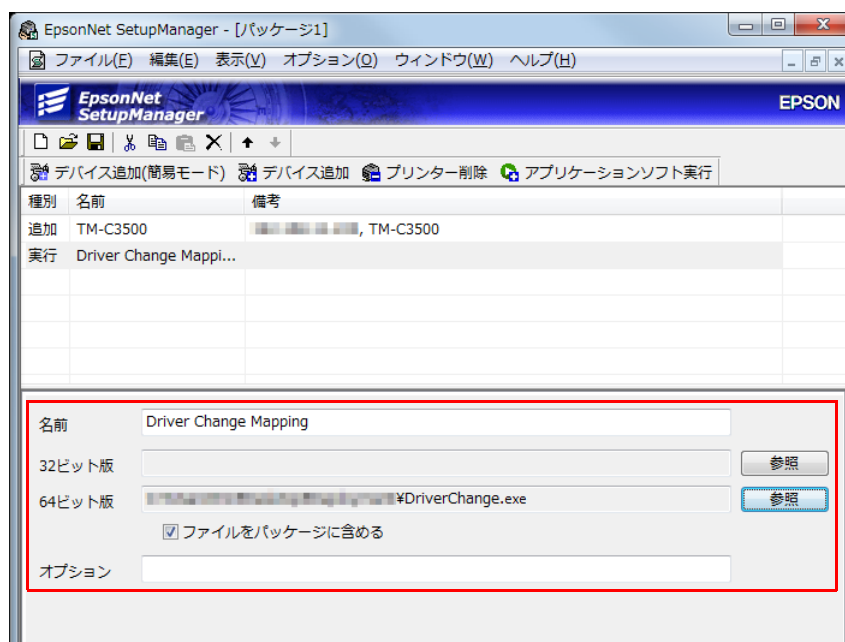 EpsonNet SetupManager - [パッケージ1]
ファイル(F) 編集(E) 表示(V) オプション(O) ウィンドウ(W) ヘルプ(H)
EpsonNet
SetupManager
EPSON
デバイス追加(簡易モード) デバイス追加 プリンター削除 アプリケーションソフト実行
種別 名前 備考
追加 TM-C3500 , TM-C3500
実行 Driver Change Mappi...
名前 Driver Change Mapping
32ビット版 参照
64ビット版 ¥DriverChange.exe 参照
ファイルをパッケージに含める
オプション